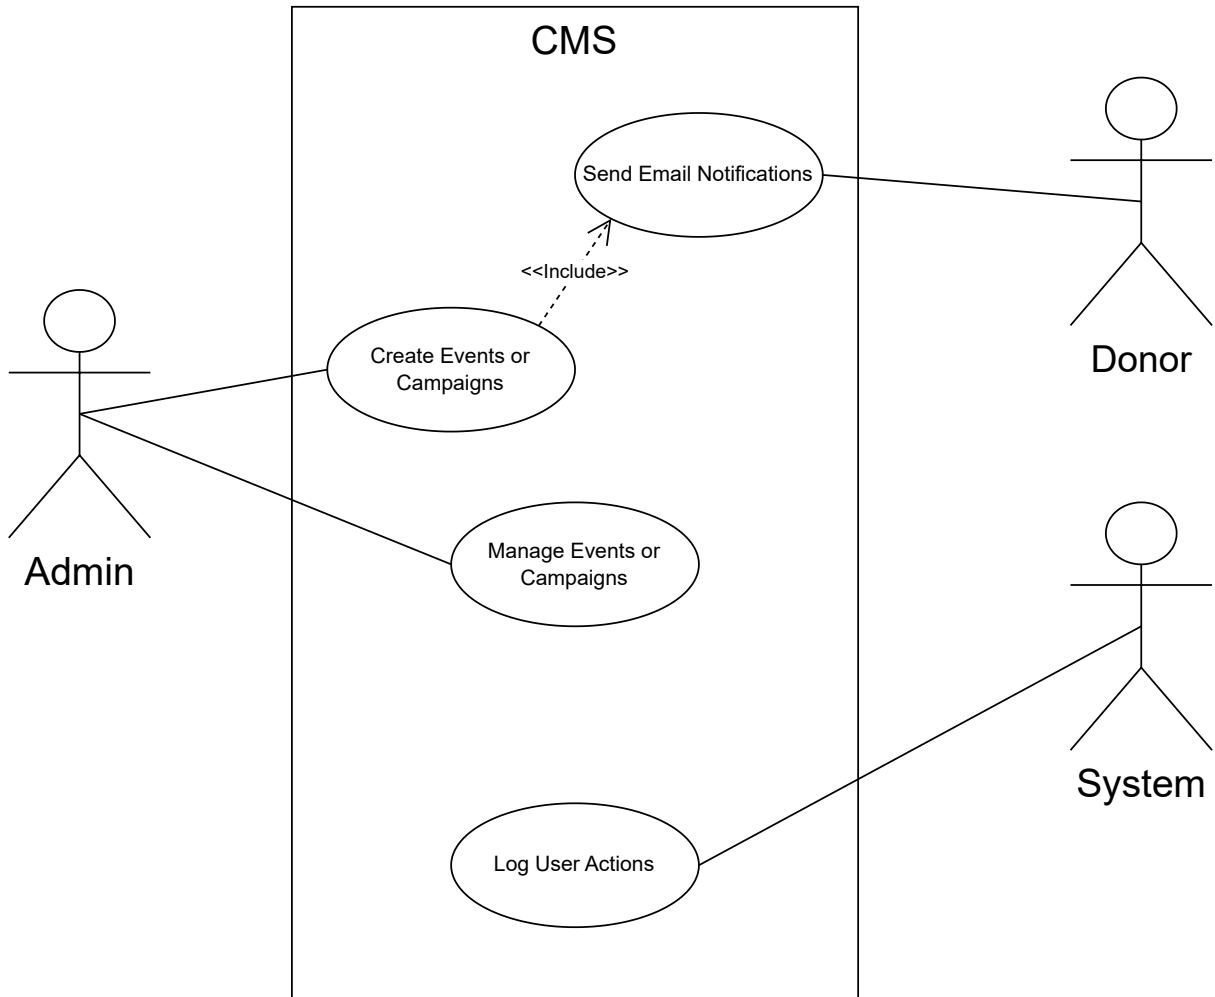 CMS
Send Email Notifications
<<Include>>
Create Events or
Campaigns
Donor
Manage Events or
Campaigns
Admin
System
Log User Actions